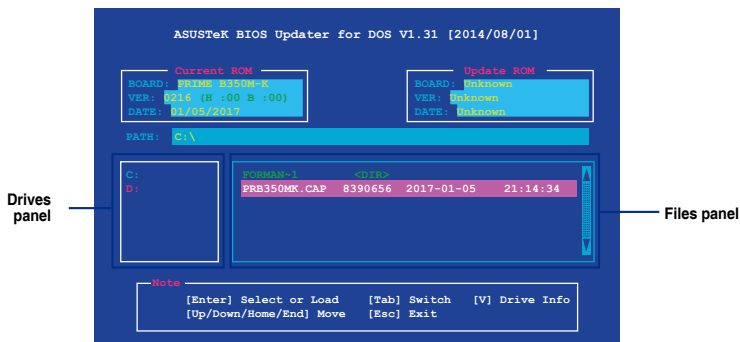 ASUSTeK BIOS Updater for DOS V1.31 [2014/08/01]
Current ROM
BOARD: PRIME B350M-K
VER: 0216 (H :00 B :00)
DATE: 01/05/2017
Update ROM
BOARD: Unknown
VER: Unknown
DATE: Unknown
PATH: C:\
Drives panel
C:
D:
FORMAN~1 <DIR>
PRB350MK.CAP 8390656 2017-01-05 21:14:34
Files panel
Note
[Enter] Select or Load [Tab] Switch [V] Drive Info
[Up/Down/Home/End] Move [Esc] Exit